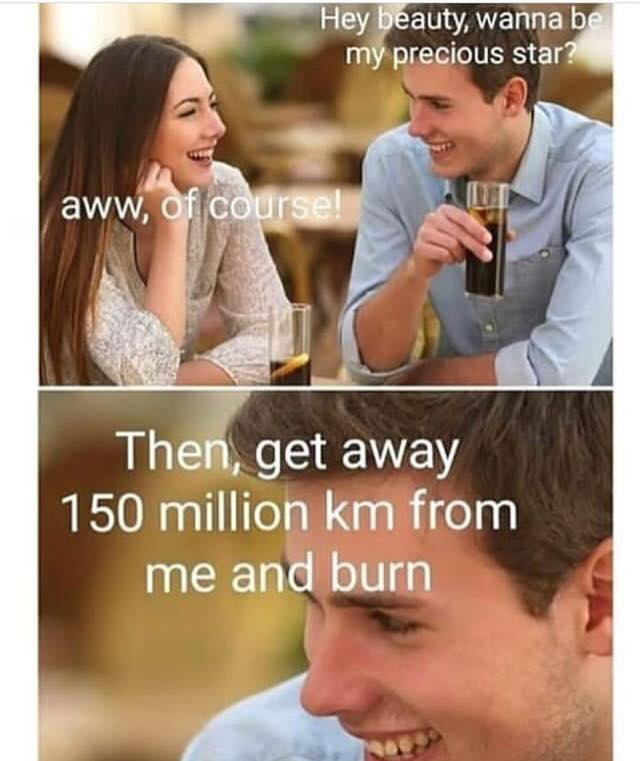 Hey beauty, wanna be
my precious star?
aww, of course!
Then, get away
150 million km from
me and burn